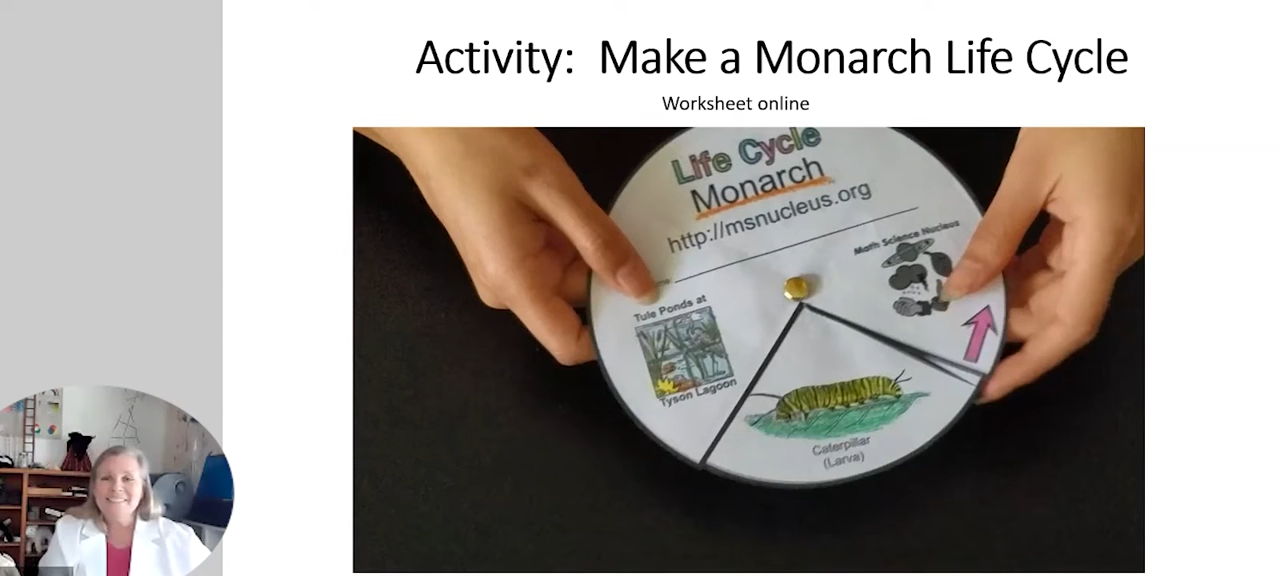 Activity:  Make a Monarch Life Cycle
Worksheet online
Life Cycle
Monarch
http://msnucleus.org
Math Science Nucleus
Tule Ponds at
Tyson Lagoon
Caterpillar
(Larva)